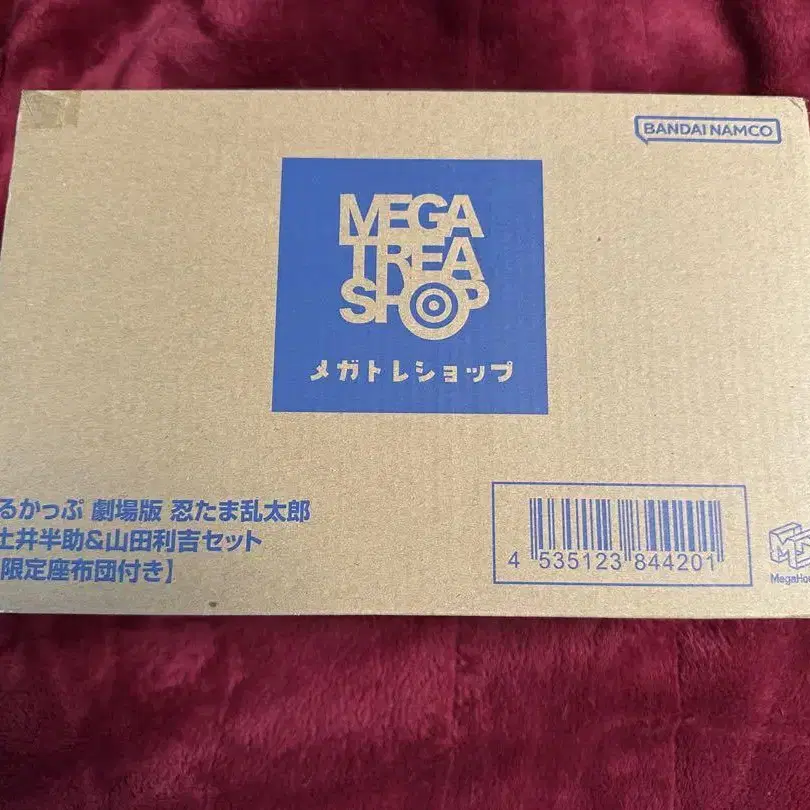 BANDAI NAMCO
MEGA
TREA
SHOP
メガトレショップ
るかっぷ 劇場版 忍たま乱太郎
土井半助&山田利吉セット
限定座布団付き】
4 535123 844201
MegaHou